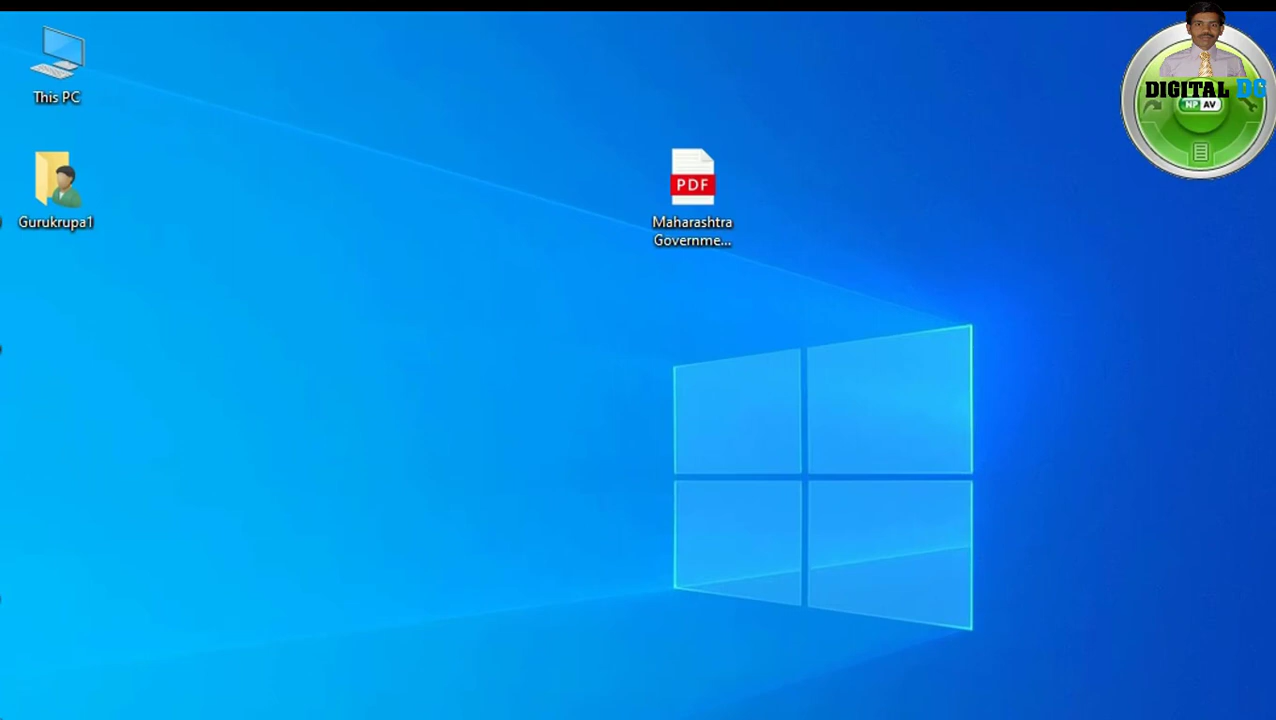 This PC
Gurukrupa1
PDF
Maharashtra
Governme...
DIGITAL DG
MP AV